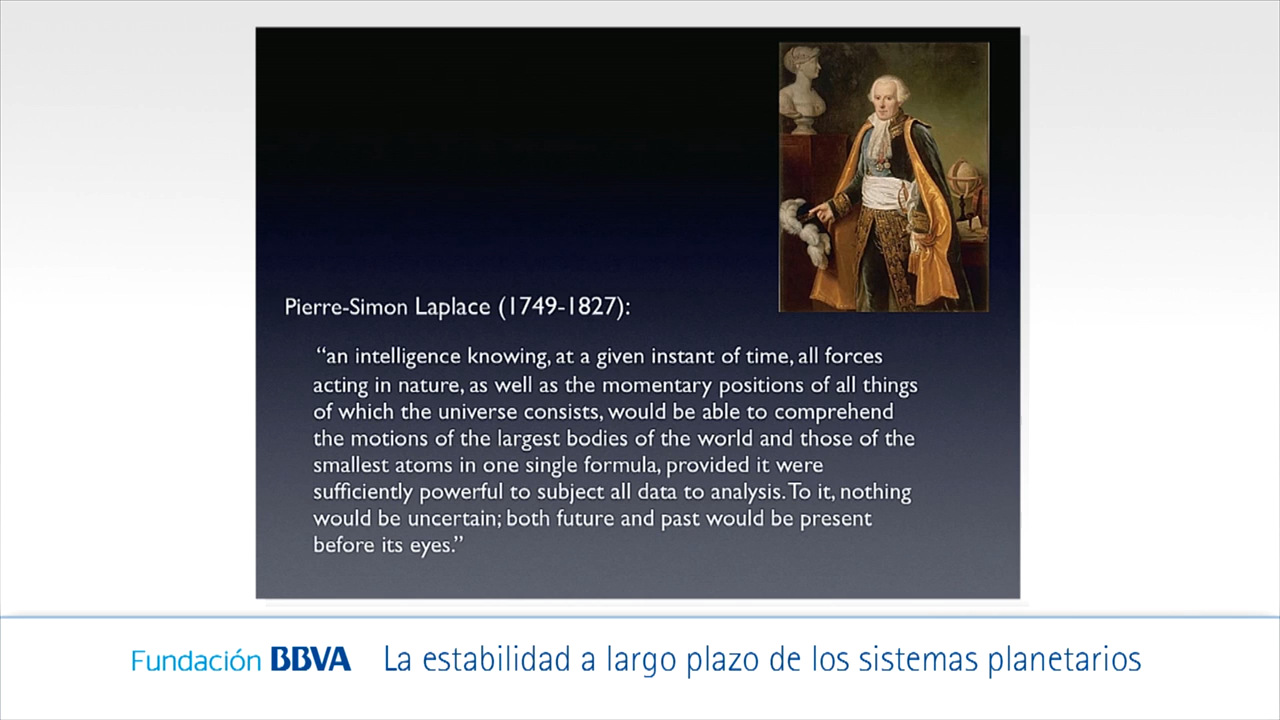 Pierre-Simon Laplace (1749-1827):
“an intelligence knowing, at a given instant of time, all forces
acting in nature, as well as the momentary positions of all things
of which the universe consists, would be able to comprehend
the motions of the largest bodies of the world and those of the
smallest atoms in one single formula, provided it were
sufficiently powerful to subject all data to analysis. To it, nothing
would be uncertain; both future and past would be present
before its eyes.”
Fundación BBVA La estabilidad a largo plazo de los sistemas planetarios